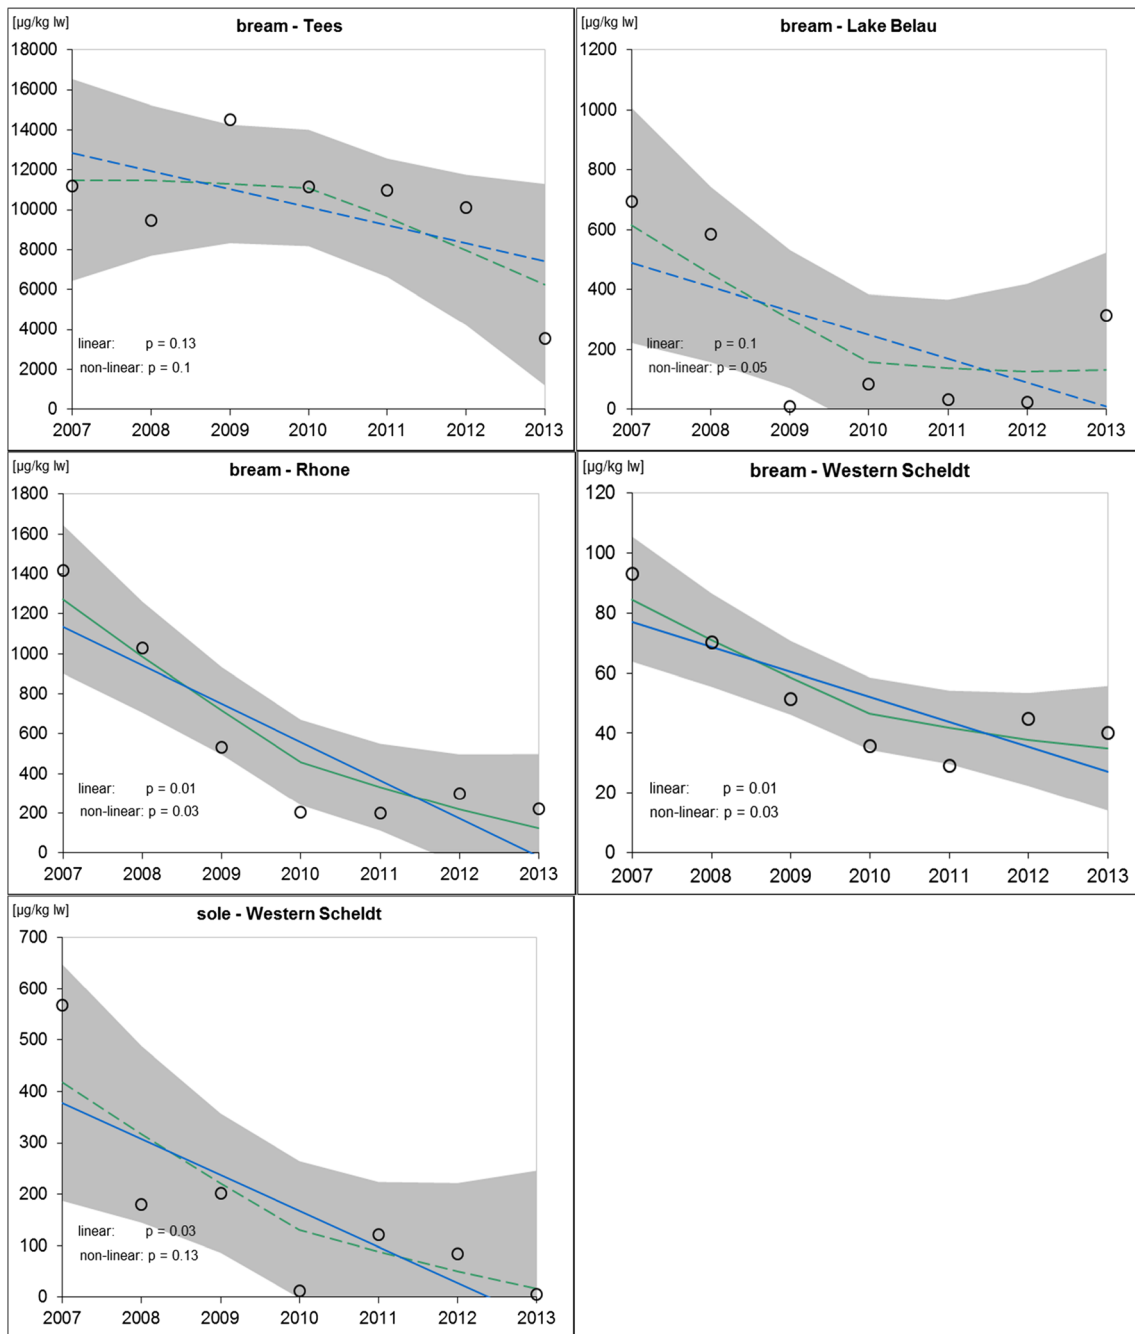 [µg/kg lw]
bream - Tees
18000
16000
14000
12000
10000
8000
6000
4000
2000
0
linear: p = 0.13
non-linear: p = 0.1
2007 2008 2009 2010 2011 2012 2013
[µg/kg lw]
bream - Lake Belau
1200
1000
800
600
400
200
0
linear: p = 0.1
non-linear: p = 0.05
2007 2008 2009 2010 2011 2012 2013
[µg/kg lw]
bream - Rhone
1800
1600
1400
1200
1000
800
600
400
200
0
linear: p = 0.01
non-linear: p = 0.03
2007 2008 2009 2010 2011 2012 2013
[µg/kg lw]
bream - Western Scheldt
120
100
80
60
40
20
0
linear: p = 0.01
non-linear: p = 0.03
2007 2008 2009 2010 2011 2012 2013
[µg/kg lw]
sole - Western Scheldt
700
600
500
400
300
200
100
0
linear: p = 0.03
non-linear: p = 0.13
2007 2008 2009 2010 2011 2012 2013